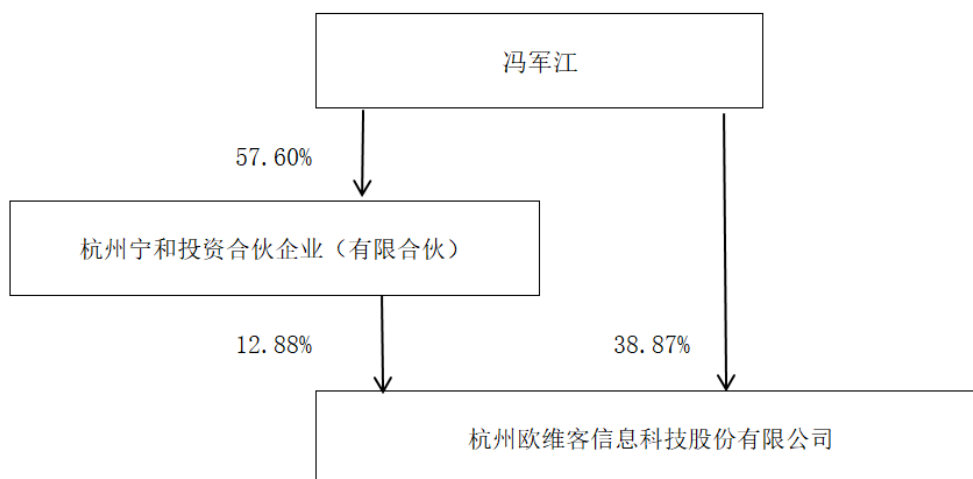 冯军江
57.60%
杭州宁和投资合伙企业（有限合伙）
12.88%
38.87%
杭州欧维客信息科技股份有限公司